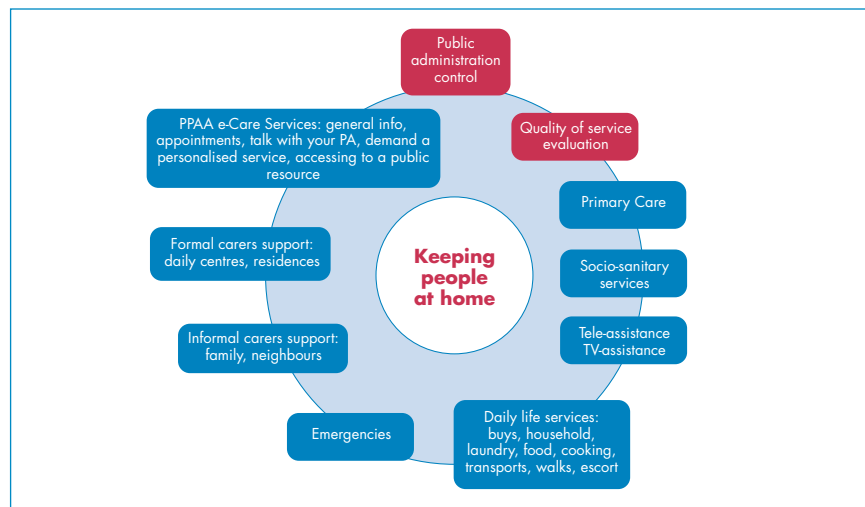 Public
administration
control
PPAA e-Care Services: general info,
appointments, talk with your PA, demand a
personalised service, accessing to a public
resource
Quality of service
evaluation
Primary Care
Formal carers support:
daily centres, residences
Keeping
people
at home
Socio-sanitary
services
Tele-assistance
TV-assistance
Informal carers support:
family, neighbours
Emergencies
Daily life services:
buys, household,
laundry, food, cooking,
transports, walks, escort